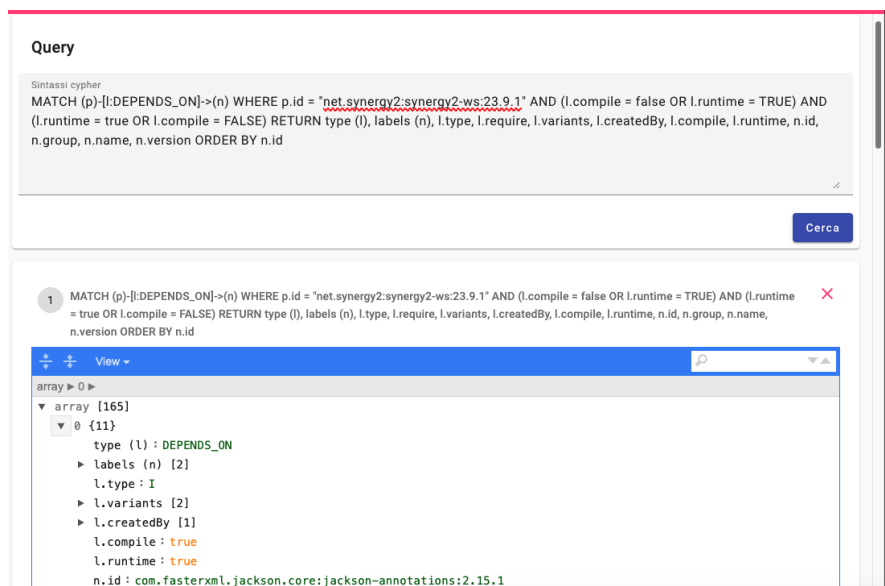 Query
Sintassi cypher
MATCH (p)-[l:DEPENDS_ON]->(n) WHERE p.id = "net.synergy2:synergy2-ws:23.9.1" AND (l.compile = false OR l.runtime = TRUE) AND
(l.runtime = true OR l.compile = FALSE) RETURN type (l), labels (n), l.type, l.require, l.variants, l.createdBy, l.compile, l.runtime, n.id,
n.group, n.name, n.version ORDER BY n.id
Cerca
1 MATCH (p)-[l:DEPENDS_ON]->(n) WHERE p.id = "net.synergy2:synergy2-ws:23.9.1" AND (l.compile = false OR l.runtime = TRUE) AND (l.runtime
= true OR l.compile = FALSE) RETURN type (l), labels (n), l.type, l.require, l.variants, l.createdBy, l.compile, l.runtime, n.id, n.group, n.name,
n.version ORDER BY n.id
View
array ▶ 0 ▶
array [165]
0 {11}
type (l) : DEPENDS_ON
labels (n) [2]
l.type : I
l.variants [2]
l.createdBy [1]
l.compile : true
l.runtime : true
n.id : com.fasterxml.jackson.core:jackson-annotations:2.15.1